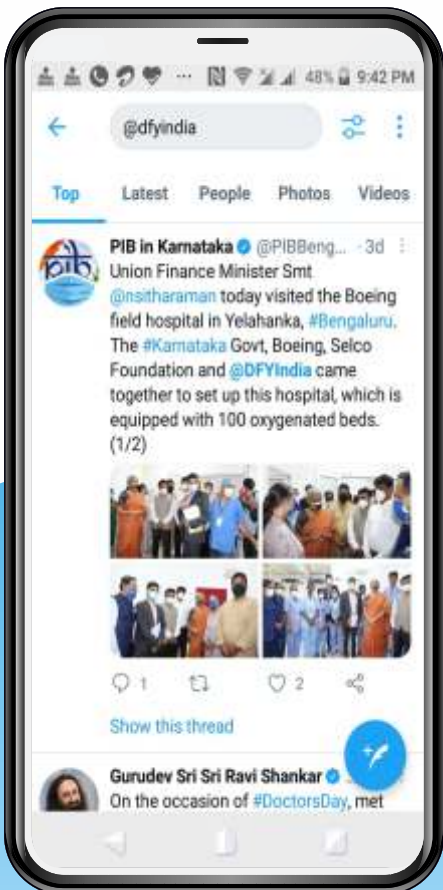 48% 9:42 PM
@dfyindia
Top Latest People Photos Videos
PIB in Karnataka @PIBBeng... · 3d
Union Finance Minister Smt
@nsitharaman today visited the Boeing
field hospital in Yelahanka, #Bengaluru.
The #Karnataka Govt, Boeing, Selco
Foundation and @DFYIndia came
together to set up this hospital, which is
equipped with 100 oxygenated beds.
(1/2)
1 2
Show this thread
Gurudev Sri Sri Ravi Shankar
On the occasion of #DoctorsDay, met